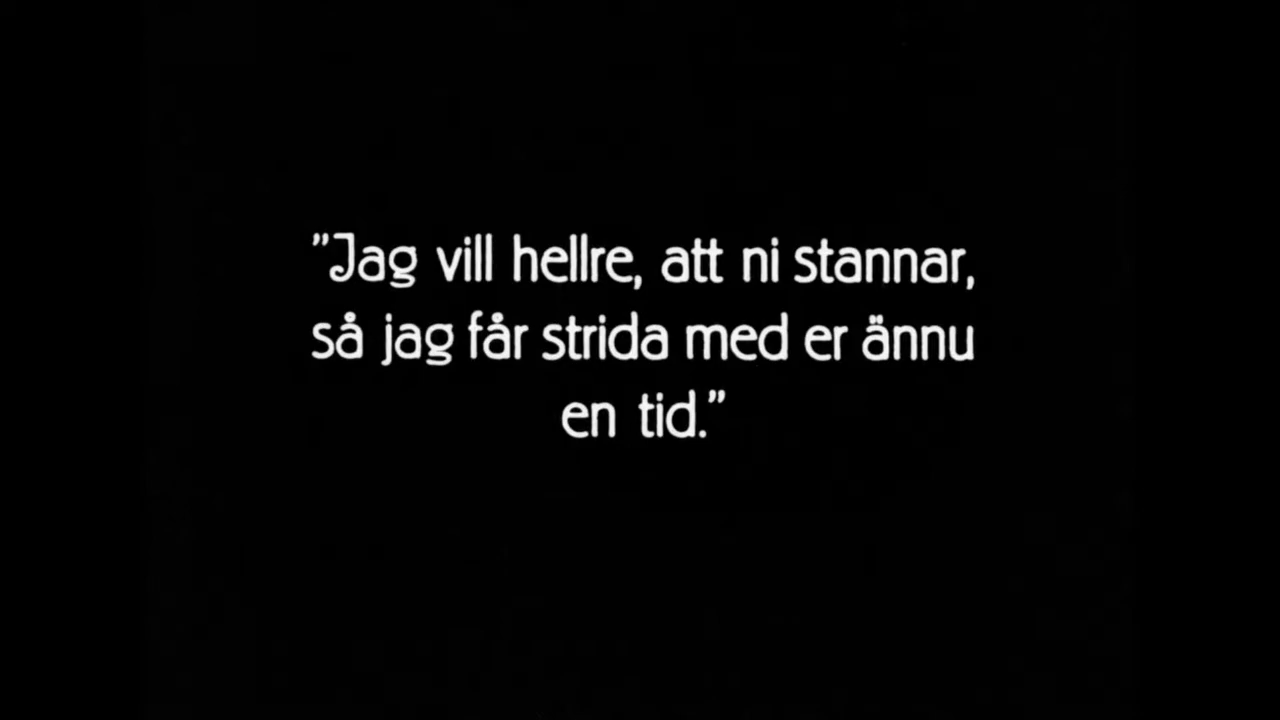 ”Jag vill hellre, att ni stannar,
så jag får strida med er ännu
en tid.”